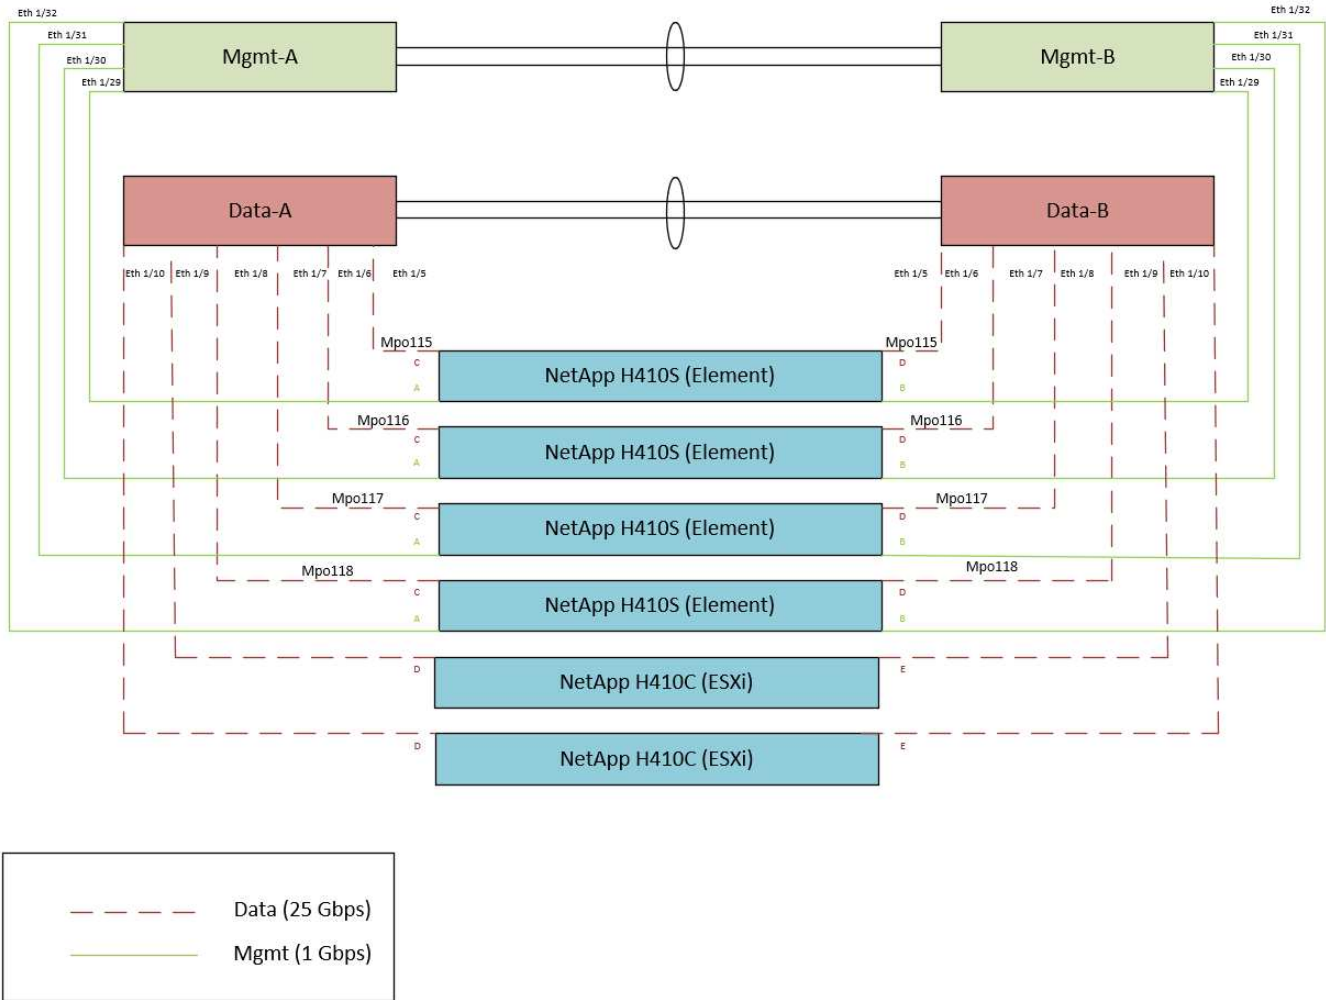 Eth 1/32
Eth 1/32
Eth 1/31
Eth 1/31
Eth 1/30
Eth 1/30
Eth 1/29
Eth 1/29
Mgmt-A
Mgmt-B
Data-A
Data-B
Eth 1/10
Eth 1/9
Eth 1/8
Eth 1/7
Eth 1/6
Eth 1/5
Eth 1/5
Eth 1/6
Eth 1/7
Eth 1/8
Eth 1/9
Eth 1/10
Mpo115
Mpo115
C
D
NetApp H410S (Element)
A
B
Mpo116
Mpo116
C
D
NetApp H410S (Element)
A
B
Mpo117
Mpo117
C
D
NetApp H410S (Element)
A
B
Mpo118
Mpo118
C
D
NetApp H410S (Element)
A
B
D
E
NetApp H410C (ESXi)
D
E
NetApp H410C (ESXi)
Data (25 Gbps)
Mgmt (1 Gbps)